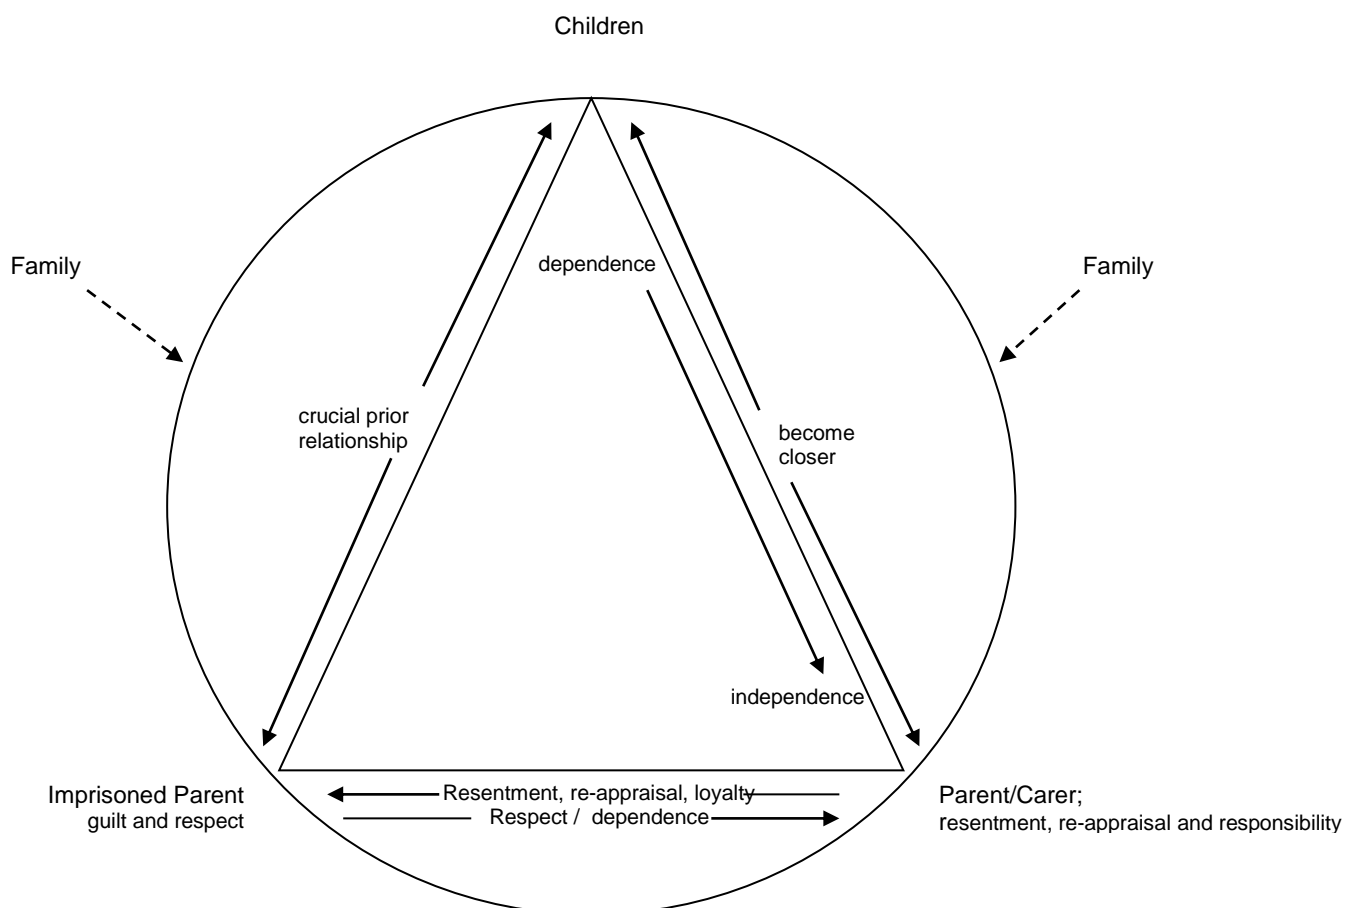 Children
Family
Family
dependence
crucial prior
relationship
become
closer
independence
Imprisoned Parent
guilt and respect
Resentment, re-appraisal, loyalty
Respect / dependence
Parent/Carer;
resentment, re-appraisal and responsibility